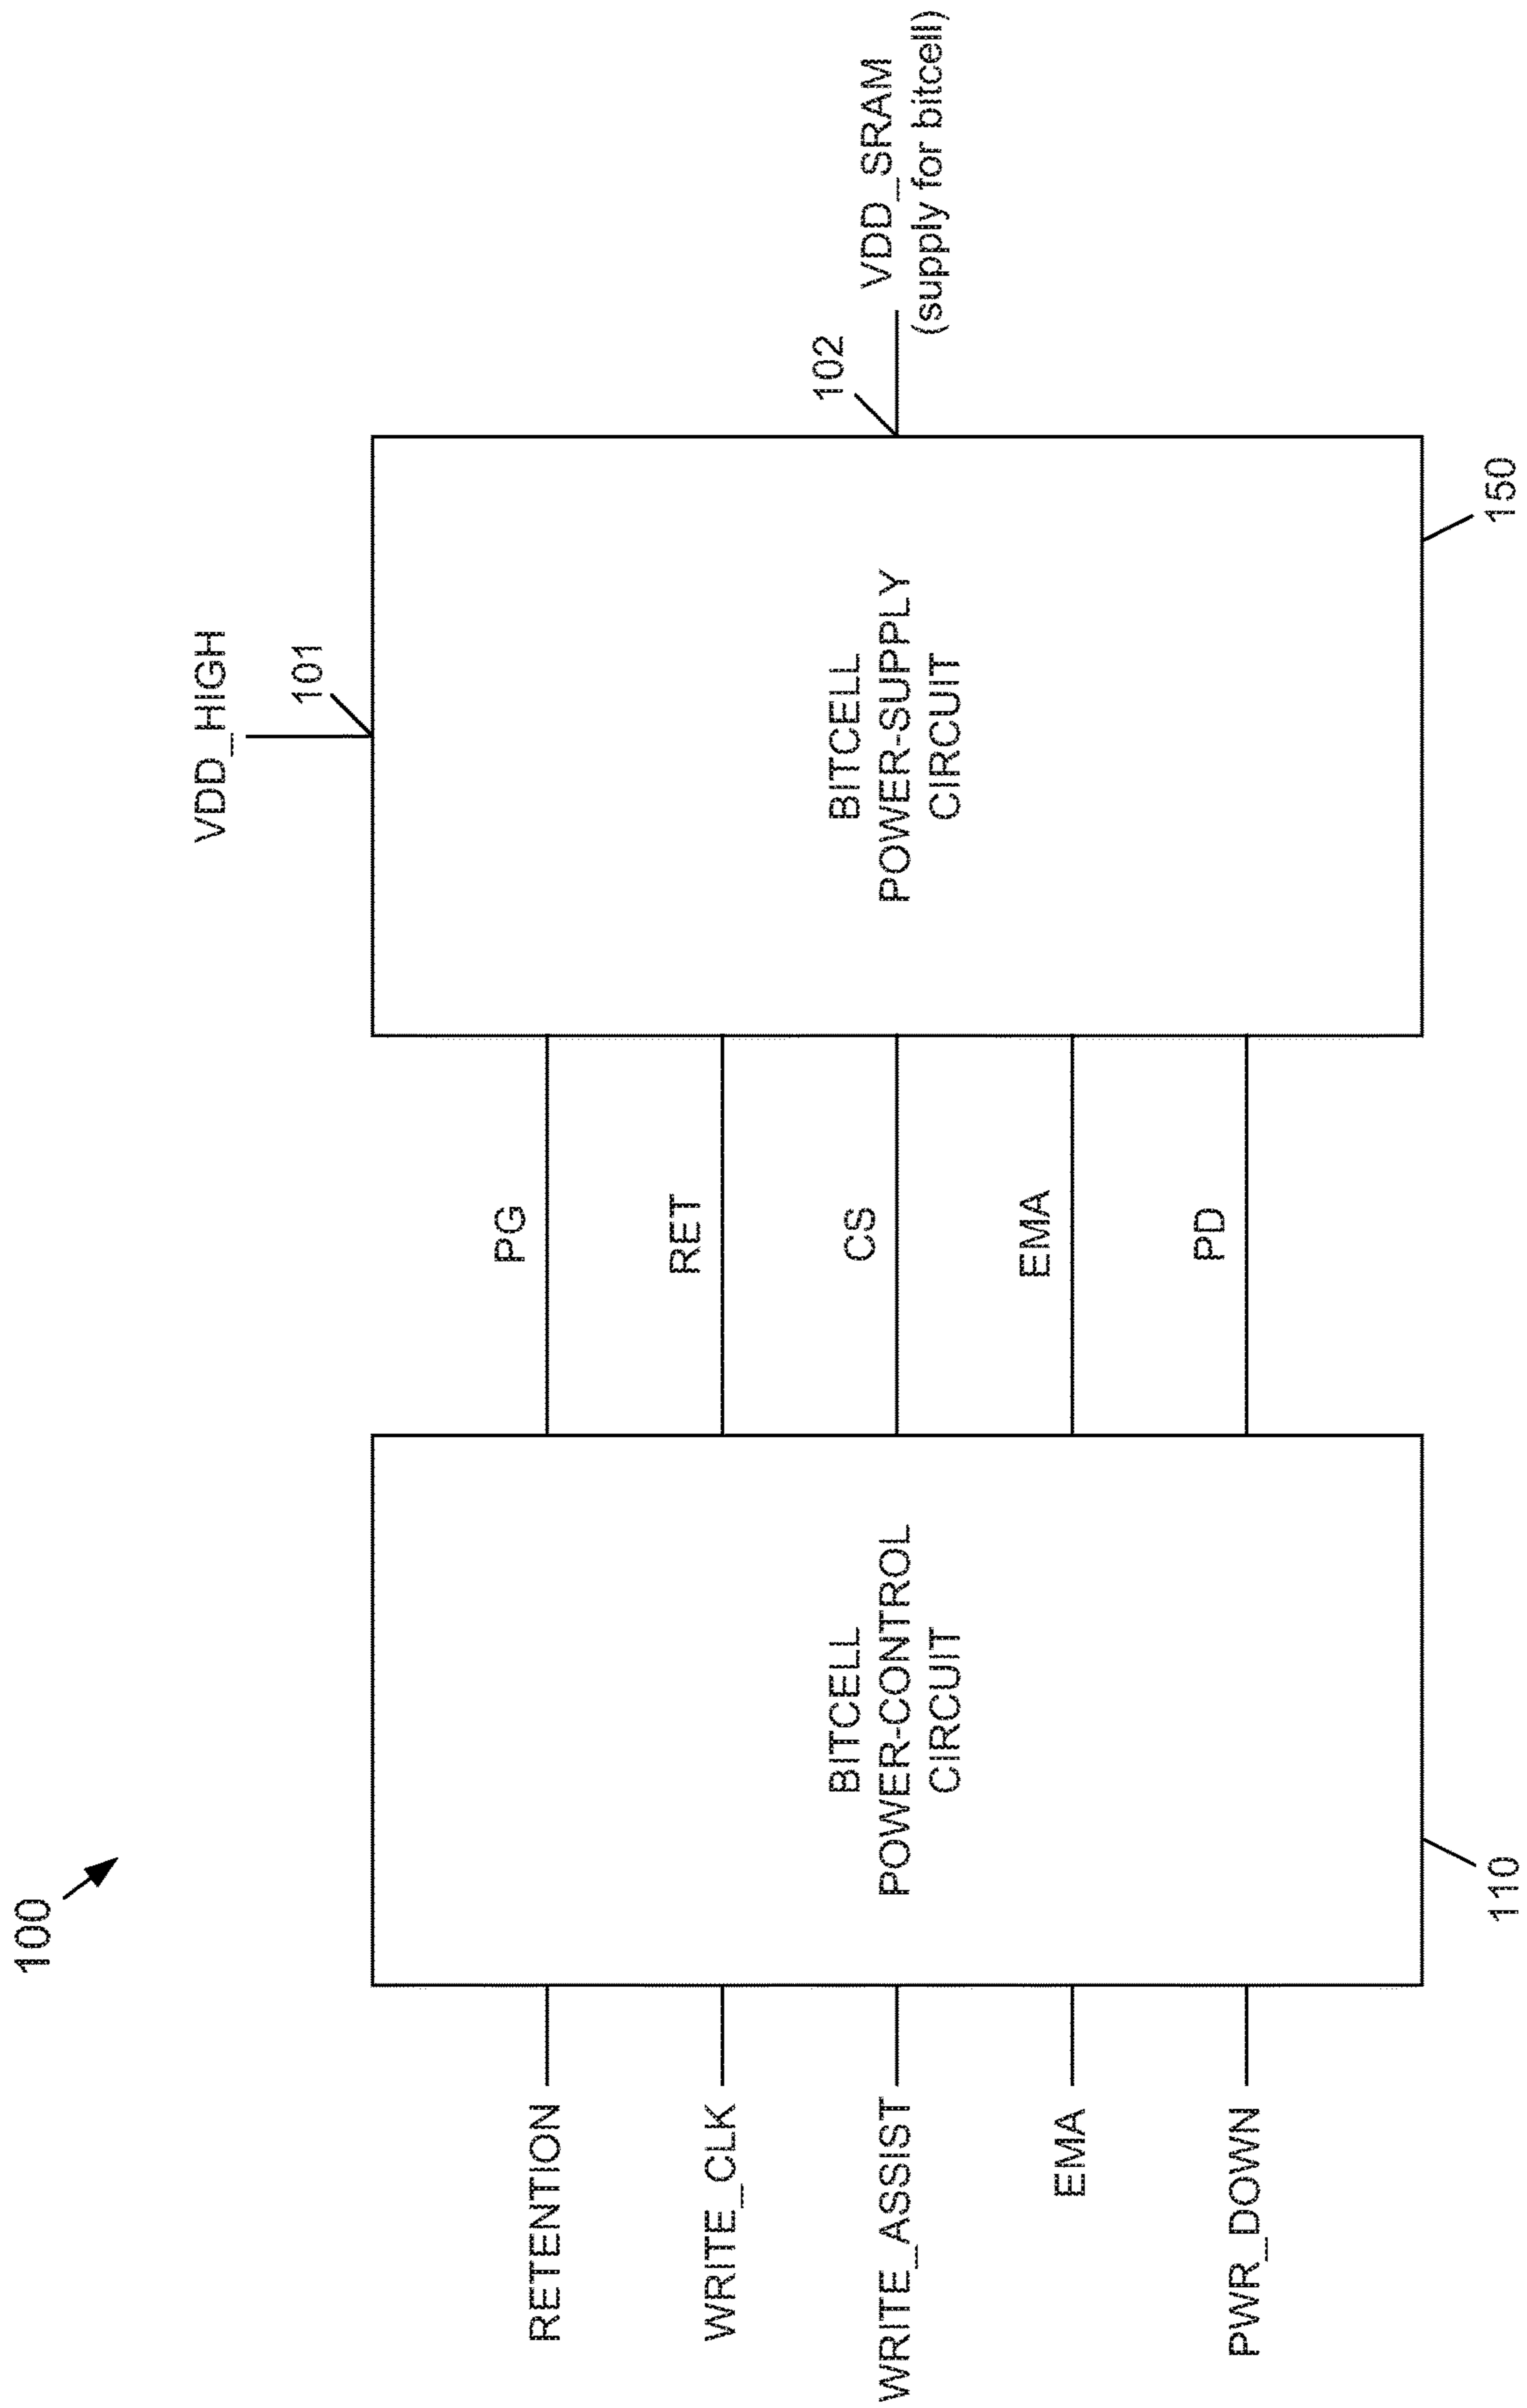 100
RETENTION
WRITE_CLK
WRITE_ASSIST
EMA
PWR_DOWN
BITCELL
POWER-CONTROL
CIRCUIT
110
PG
RET
CS
EMA
PD
VDD_HIGH
101
BITCELL
POWER-SUPPLY
CIRCUIT
150
102
VDD_SRAM
(supply for bitcell)